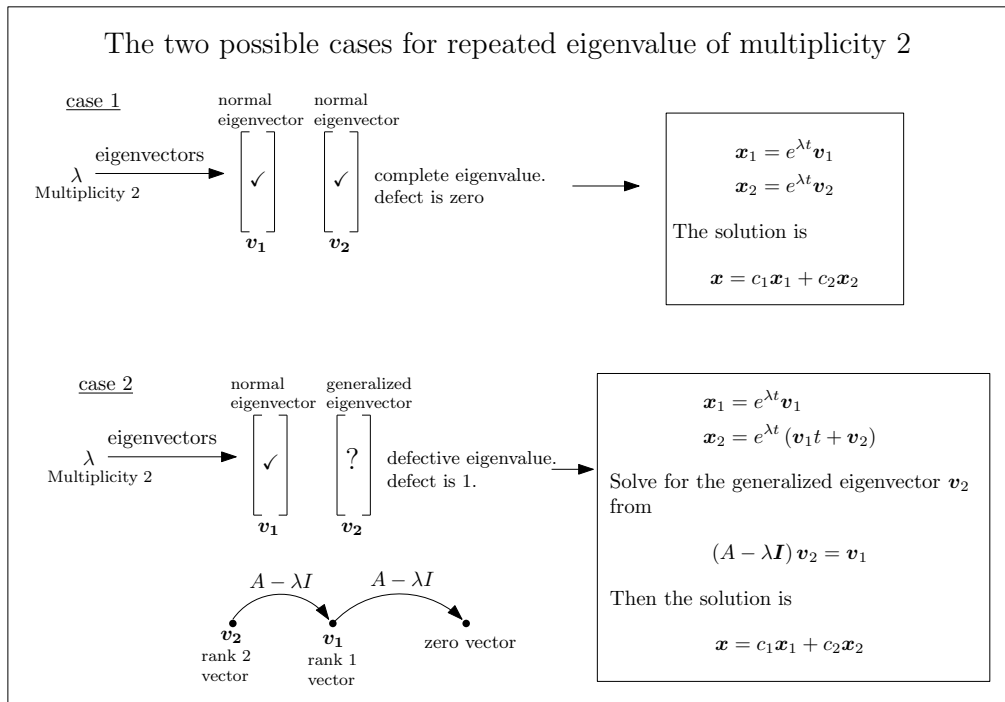 The two possible cases for repeated eigenvalue of multiplicity 2
case 1
normal eigenvector
normal eigenvector
eigenvectors
λ
Multiplicity 2
✓
✓
v₁
v₂
complete eigenvalue.
defect is zero
x₁ = e^{λt}v₁
x₂ = e^{λt}v₂
The solution is
x = c₁x₁ + c₂x₂
case 2
normal eigenvector
generalized eigenvector
eigenvectors
λ
Multiplicity 2
✓
?
v₁
v₂
defective eigenvalue.
defect is 1.
x₁ = e^{λt}v₁
x₂ = e^{λt} (v₁t + v₂)
Solve for the generalized eigenvector v₂
from
(A − λI) v₂ = v₁
Then the solution is
x = c₁x₁ + c₂x₂
A − λI
A − λI
v₂
rank 2
vector
v₁
rank 1
vector
zero vector